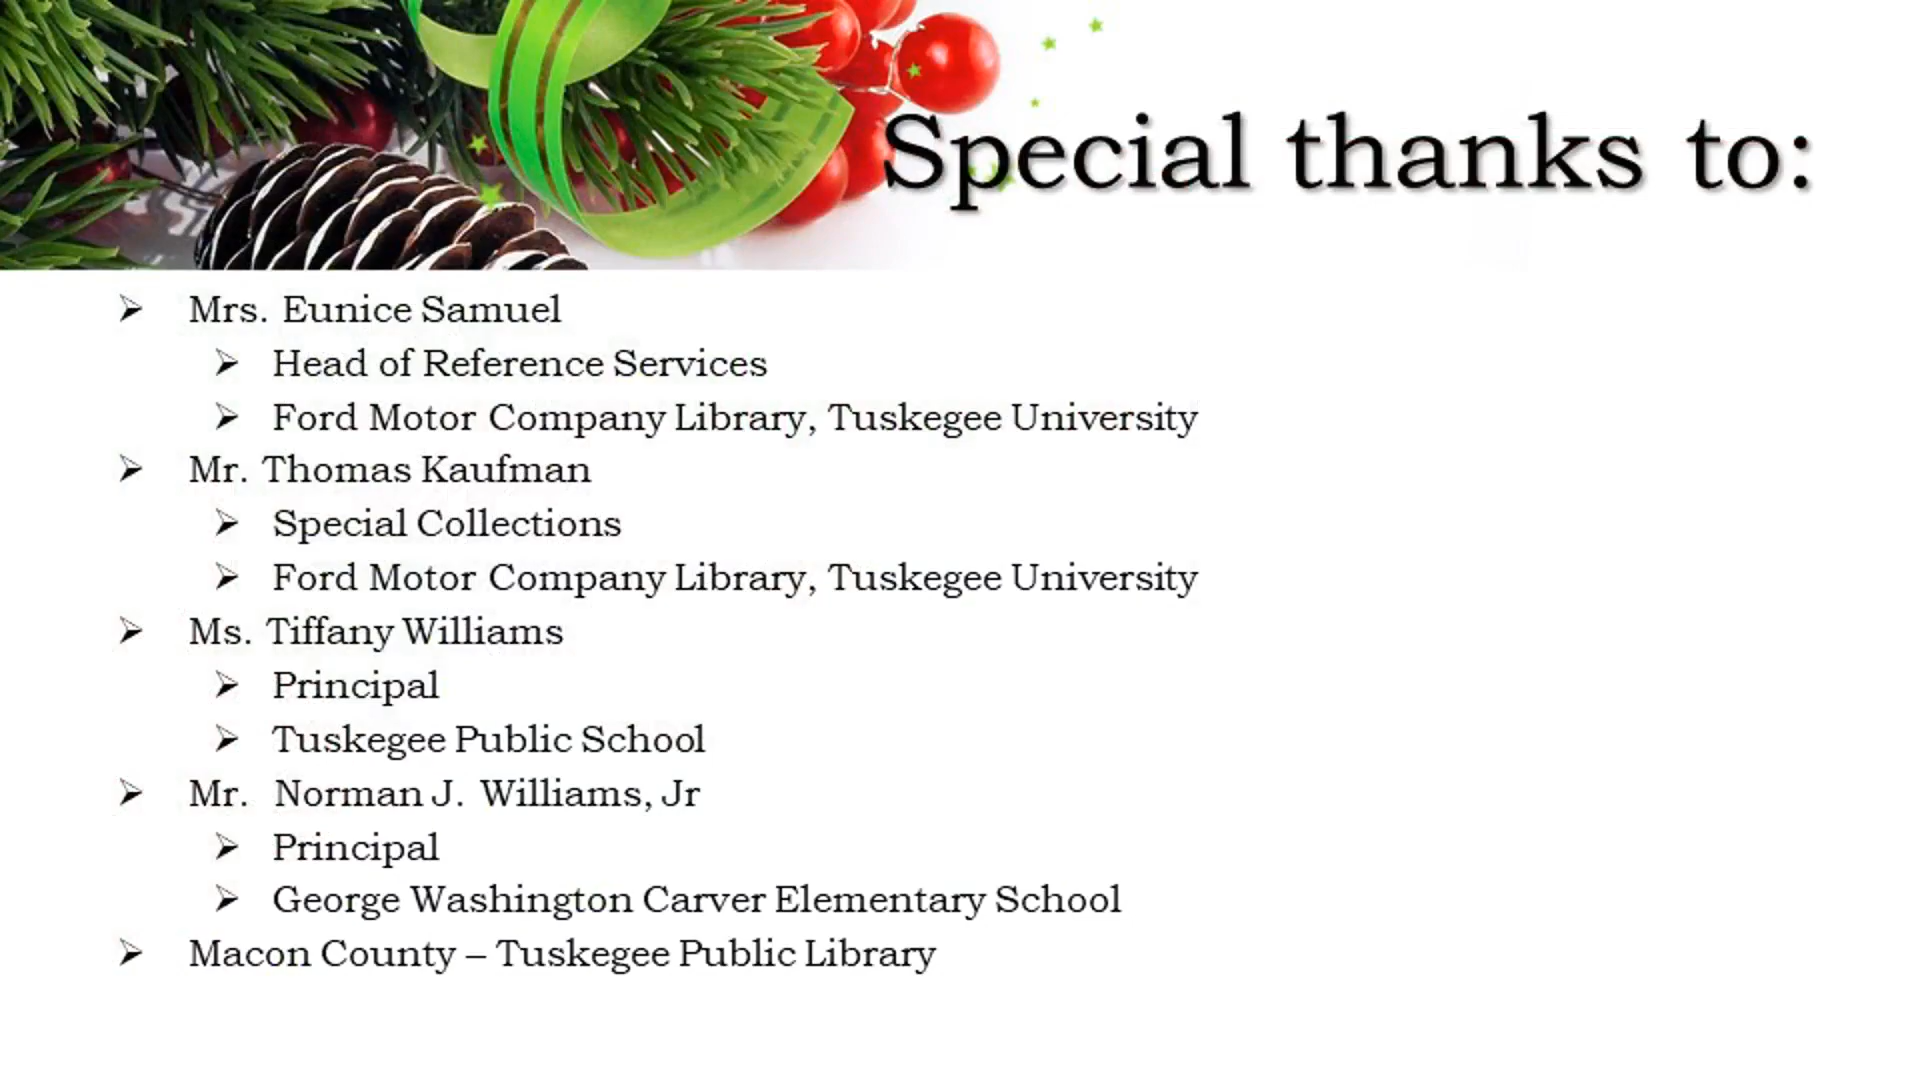 Special thanks to:
Mrs. Eunice Samuel
Head of Reference Services
Ford Motor Company Library, Tuskegee University
Mr. Thomas Kaufman
Special Collections
Ford Motor Company Library, Tuskegee University
Ms. Tiffany Williams
Principal
Tuskegee Public School
Mr. Norman J. Williams, Jr
Principal
George Washington Carver Elementary School
Macon County – Tuskegee Public Library